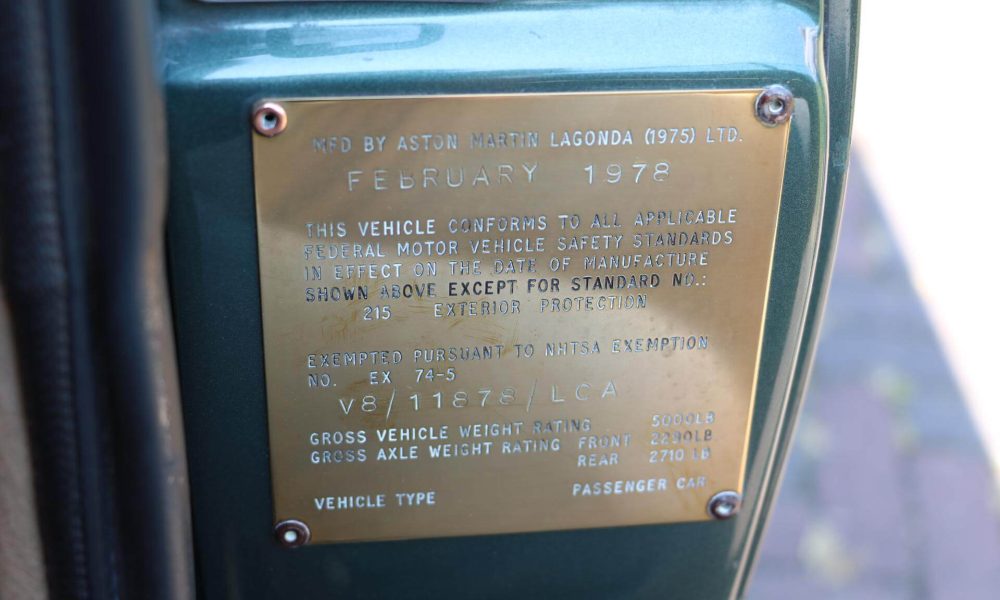 MFD BY ASTON MARTIN LAGONDA (1975) LTD.
FEBRUARY 1978
THIS VEHICLE CONFORMS TO ALL APPLICABLE
FEDERAL MOTOR VEHICLE SAFETY STANDARDS
IN EFFECT ON THE DATE OF MANUFACTURE
SHOWN ABOVE EXCEPT FOR STANDARD NO.:
215 EXTERIOR PROTECTION
EXEMPTED PURSUANT TO NHTSA EXEMPTION
NO. EX 74-5
V8/11878/LCA
GROSS VEHICLE WEIGHT RATING 5000LB
GROSS AXLE WEIGHT RATING FRONT 2290LB
REAR 2710 LB
VEHICLE TYPE PASSENGER CAR